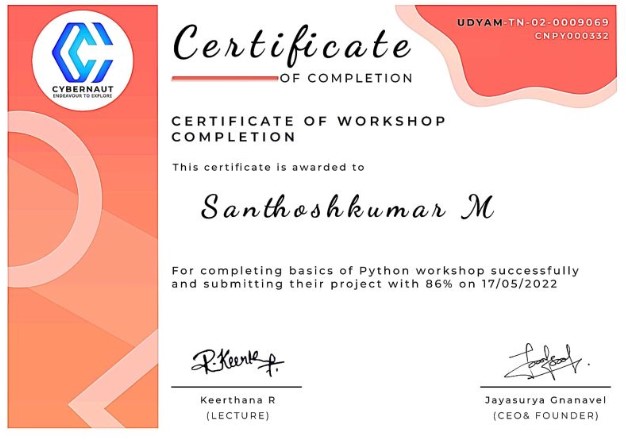 CYBERNAUT
ENDEAVOUR TO EXPLORE
Certificate
OF COMPLETION
UDYAM-TN-02-0009069
CNPY000332
CERTIFICATE OF WORKSHOP
COMPLETION
This certificate is awarded to
Santhoshkumar M
For completing basics of Python workshop successfully
and submitting their project with 86% on 17/05/2022
R.Keerthana
Keerthana R
(LECTURE)
Jayasurya Gnanavel
(CEO& FOUNDER)